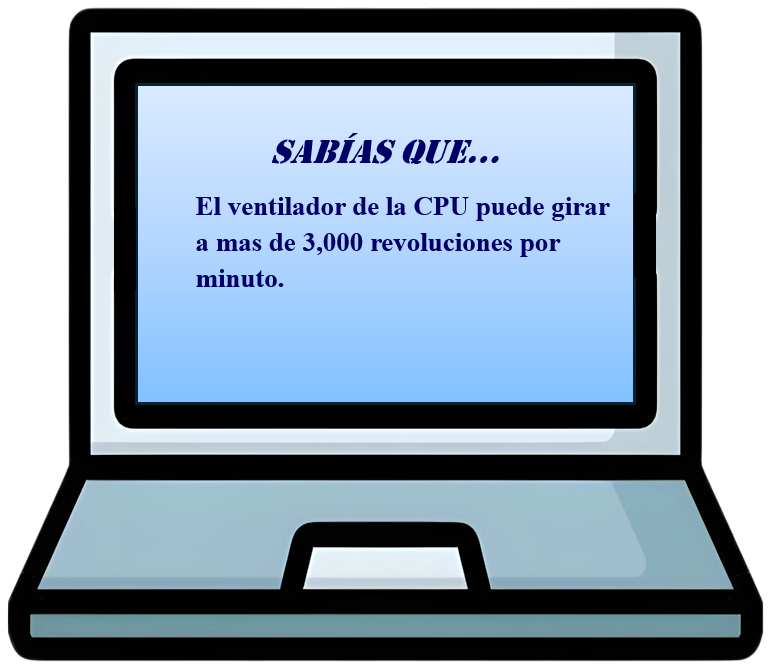 SABÍAS QUE...
El ventilador de la CPU puede girar
a mas de 3,000 revoluciones por
minuto.